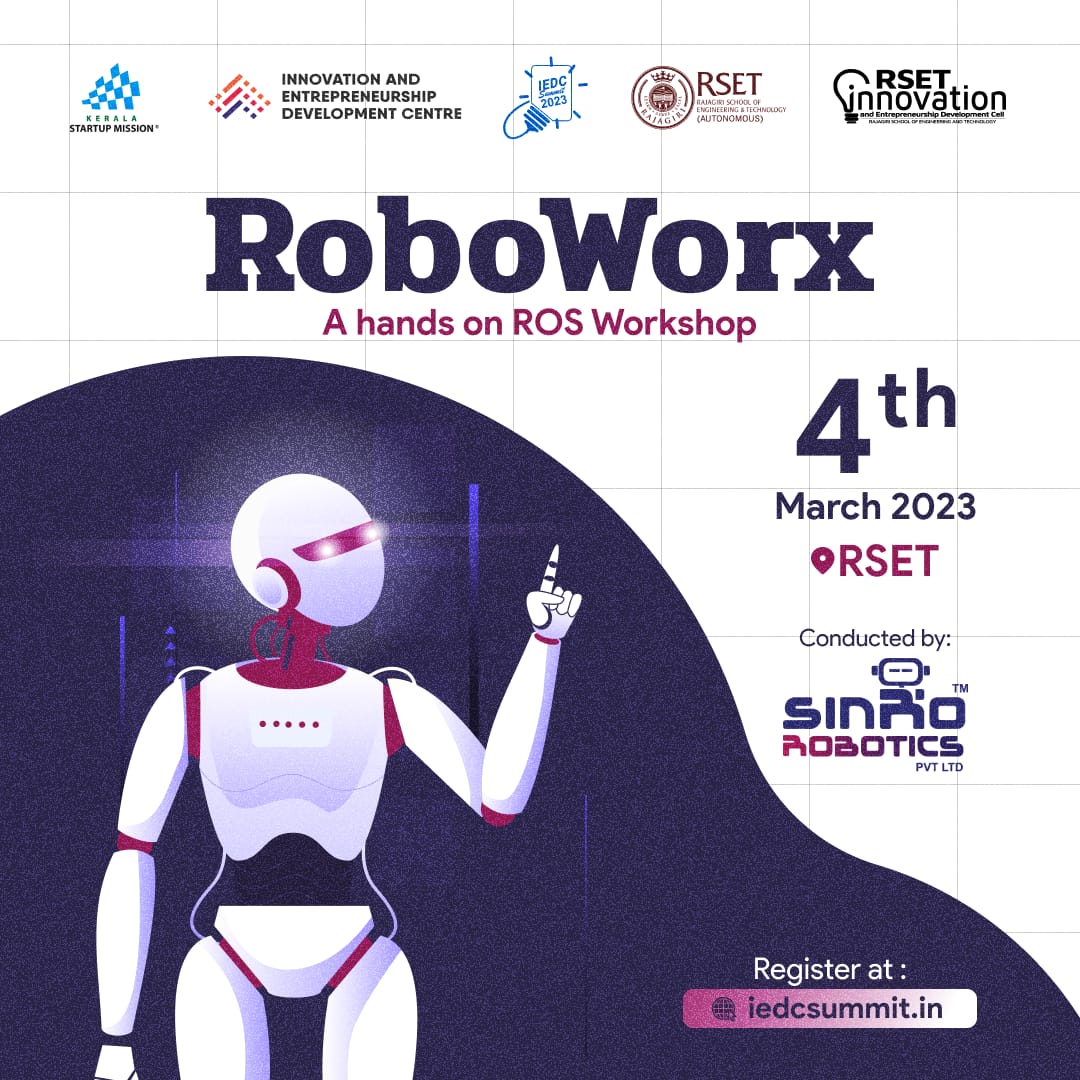 KERALA
STARTUP MISSION®
INNOVATION AND
ENTREPRENEURSHIP
DEVELOPMENT CENTRE
IEDC
Summit
2023
RAJAGIRI
RSET
RAJAGIRI SCHOOL OF
ENGINEERING & TECHNOLOGY
(AUTONOMOUS)
RSET
innovation
and Entrepreneurship Development Cell
RAJAGIRI SCHOOL OF ENGINEERING AND TECHNOLOGY
RoboWorx
A hands on ROS Workshop
4th
March 2023
RSET
Conducted by:
SINRO™
ROBOTICS
PVT LTD
Register at :
iedcsummit.in